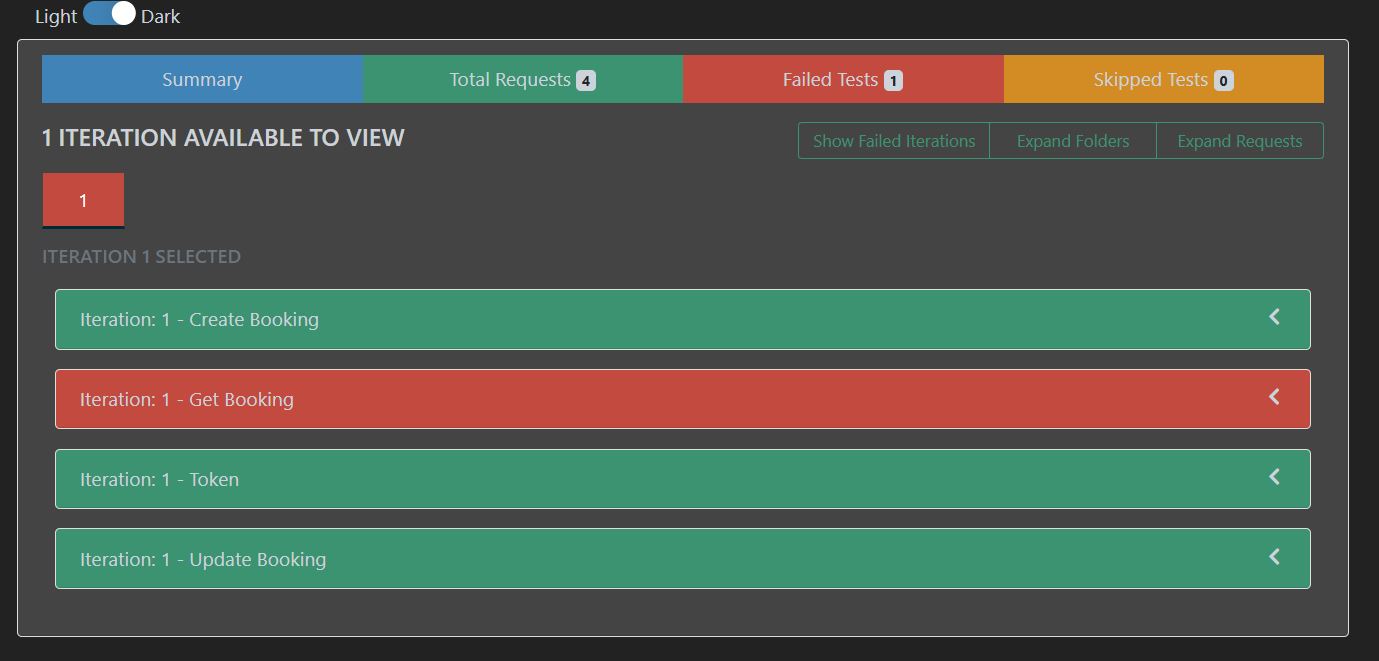 Light Dark
Summary
Total Requests 4
Failed Tests 1
Skipped Tests 0
1 ITERATION AVAILABLE TO VIEW
Show Failed Iterations
Expand Folders
Expand Requests
1
ITERATION 1 SELECTED
Iteration: 1 - Create Booking
Iteration: 1 - Get Booking
Iteration: 1 - Token
Iteration: 1 - Update Booking